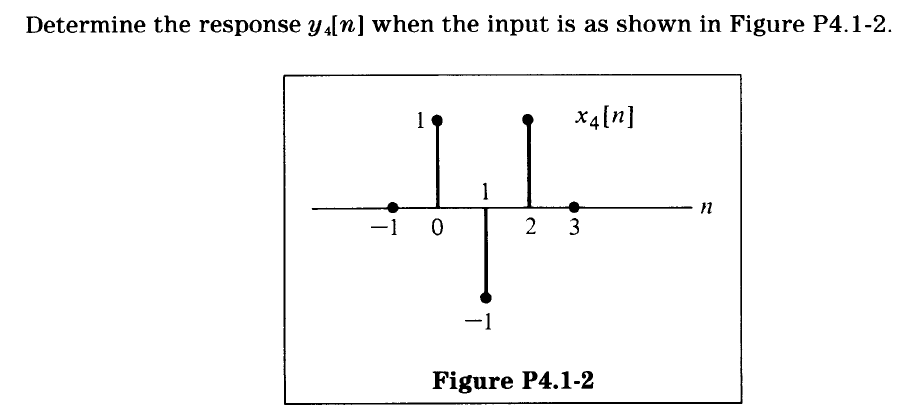 Determine the response y₄[n] when the input is as shown in Figure P4.1-2.
1
x₄[n]
1
n
−1 0 2 3
−1
Figure P4.1-2